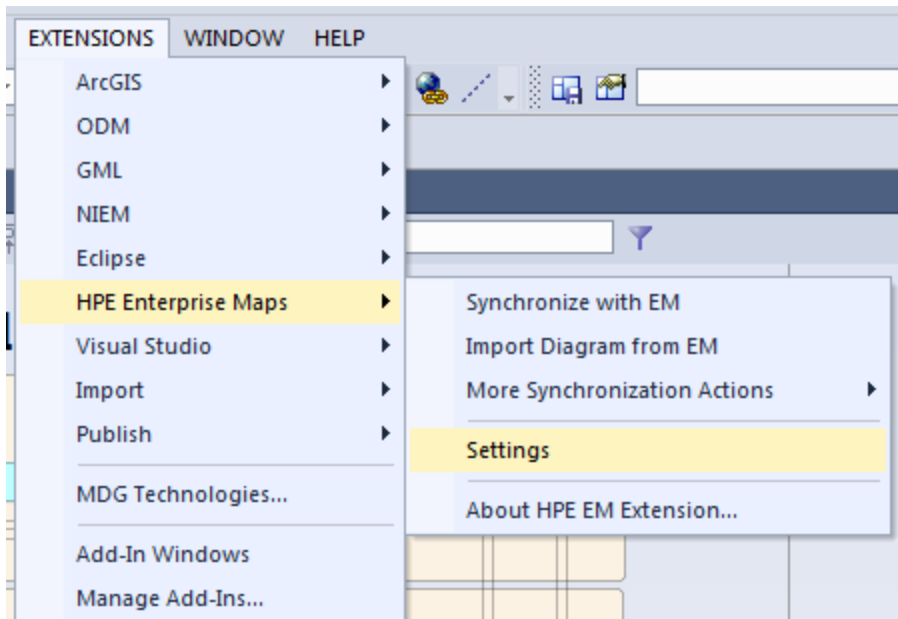 EXTENSIONS WINDOW HELP
ArcGIS
ODM
GML
NIEM
Eclipse
HPE Enterprise Maps
Visual Studio
Import
Publish
MDG Technologies...
Add-In Windows
Manage Add-Ins...
Synchronize with EM
Import Diagram from EM
More Synchronization Actions
Settings
About HPE EM Extension...